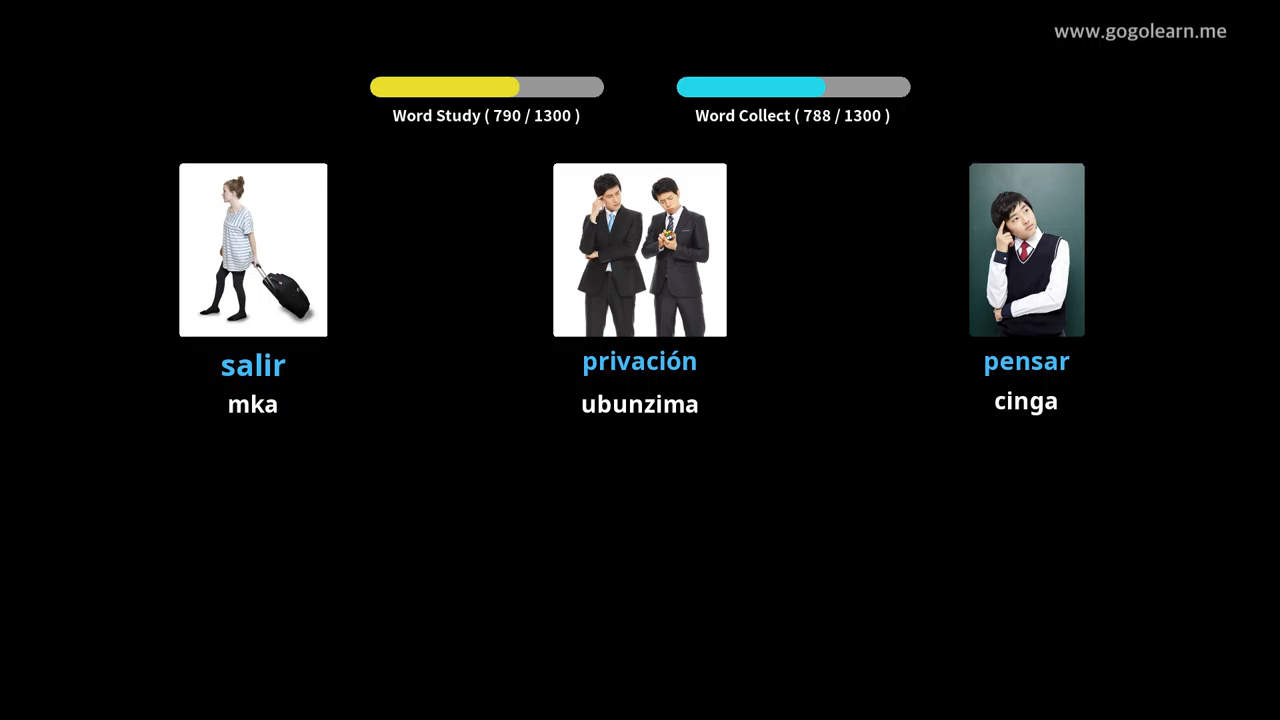 www.gogolearn.me
Word Study ( 790 / 1300 )
Word Collect ( 788 / 1300 )
salir
mka
privación
ubunzima
pensar
cinga